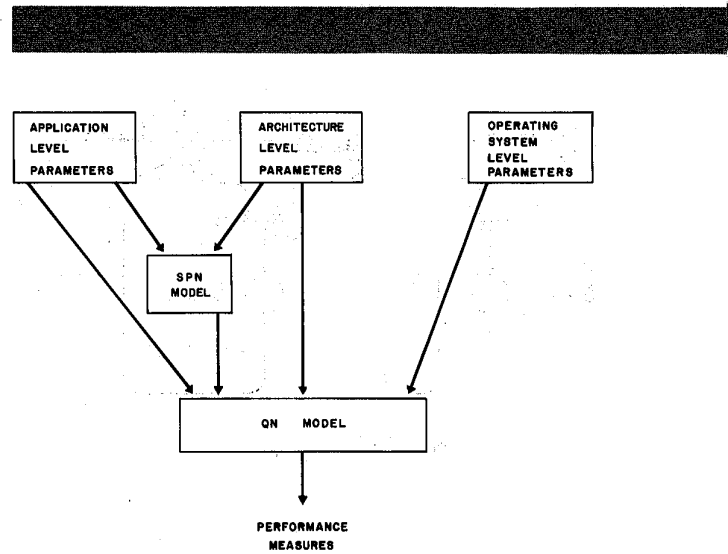 APPLICATION
LEVEL
PARAMETERS
ARCHITECTURE
LEVEL
PARAMETERS
OPERATING
SYSTEM
LEVEL
PARAMETERS
SPN
MODEL
QN MODEL
PERFORMANCE
MEASURES